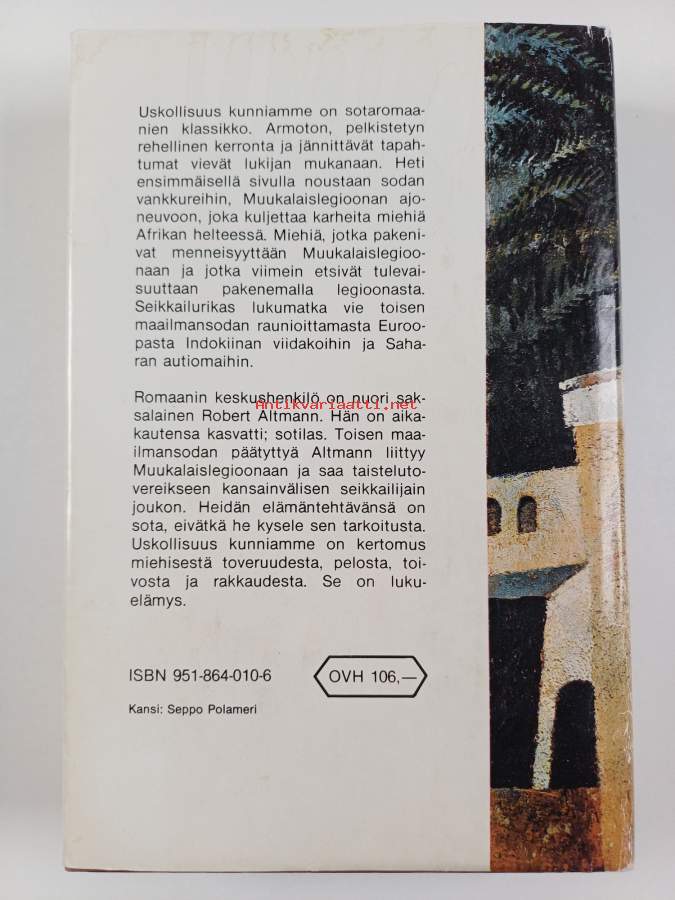 Uskollisuus kunniamme on sotaromaa-
nien klassikko. Armoton, pelkistetyn
rehellinen kerronta ja jännittävät tapah-
tumat vievät lukijan mukanaan. Heti
ensimmäisellä sivulla noustaan sodan
vankkureihin, Muukalaislegioonan ajo-
neuvoon, joka kuljettaa karheita miehiä
Afrikan helteessä. Miehiä, jotka pakeni-
vat menneisyyttään Muukalaislegioo-
naan ja jotka viimein etsivät tulevai-
suuttaan pakenemalla legioonasta.
Seikkailurikas lukumatka vie toisen
maailmansodan raunioittamasta Euroo-
pasta Indokiinan viidakoihin ja Saha-
ran autiomaihin.
Romaanin keskushenkilö on nuori sak-
Antikvariaatti.net
salainen Robert Altmann. Hän on aika-
kautensa kasvatti; sotilas. Toisen maa-
ilmansodan päätyttyä Altmann liittyy
Muukalaislegioonaan ja saa taisteluto-
vereikseen kansainvälisen seikkailijain
joukon. Heidän elämäntehtävänsä on
sota, eivätkä he kysele sen tarkoitusta.
Uskollisuus kunniamme on kertomus
miehisestä toveruudesta, pelosta, toi-
vosta ja rakkaudesta. Se on luku-
elämys.
ISBN 951-864-010-6
OVH 106,—
Kansi: Seppo Polameri